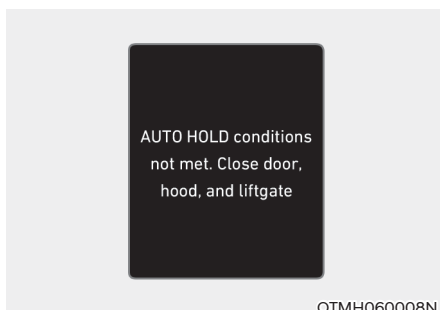 AUTO HOLD conditions
not met. Close door,
hood, and liftgate
OTMH060008N